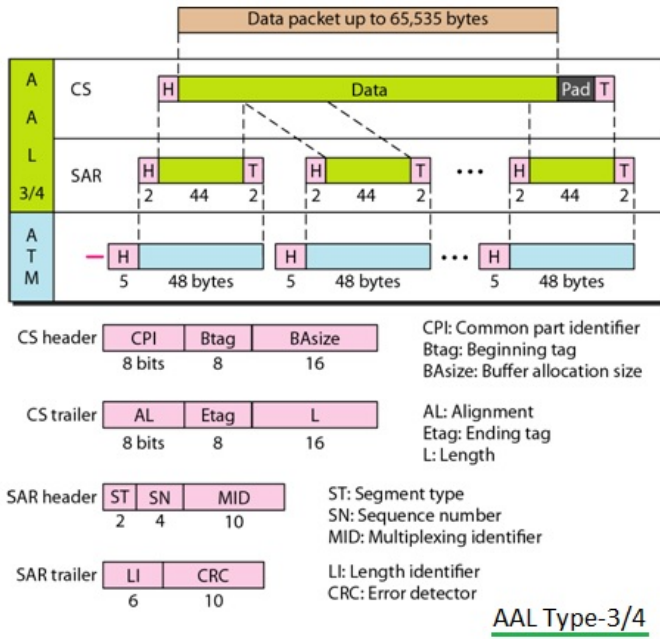 Data packet up to 65,535 bytes
A
A
L
3/4
CS
H
Data
Pad
T
SAR
H
T
H
T
•••
H
T
2
44
2
2
44
2
2
44
2
A
T
M
H
H
•••
H
5
48 bytes
5
48 bytes
5
48 bytes
CS header
CPI
Btag
BAsize
8 bits
8
16
CPI: Common part identifier
Btag: Beginning tag
BAsize: Buffer allocation size
CS trailer
AL
Etag
L
8 bits
8
16
AL: Alignment
Etag: Ending tag
L: Length
SAR header
ST
SN
MID
2
4
10
ST: Segment type
SN: Sequence number
MID: Multiplexing identifier
SAR trailer
LI
CRC
6
10
LI: Length identifier
CRC: Error detector
AAL Type-3/4